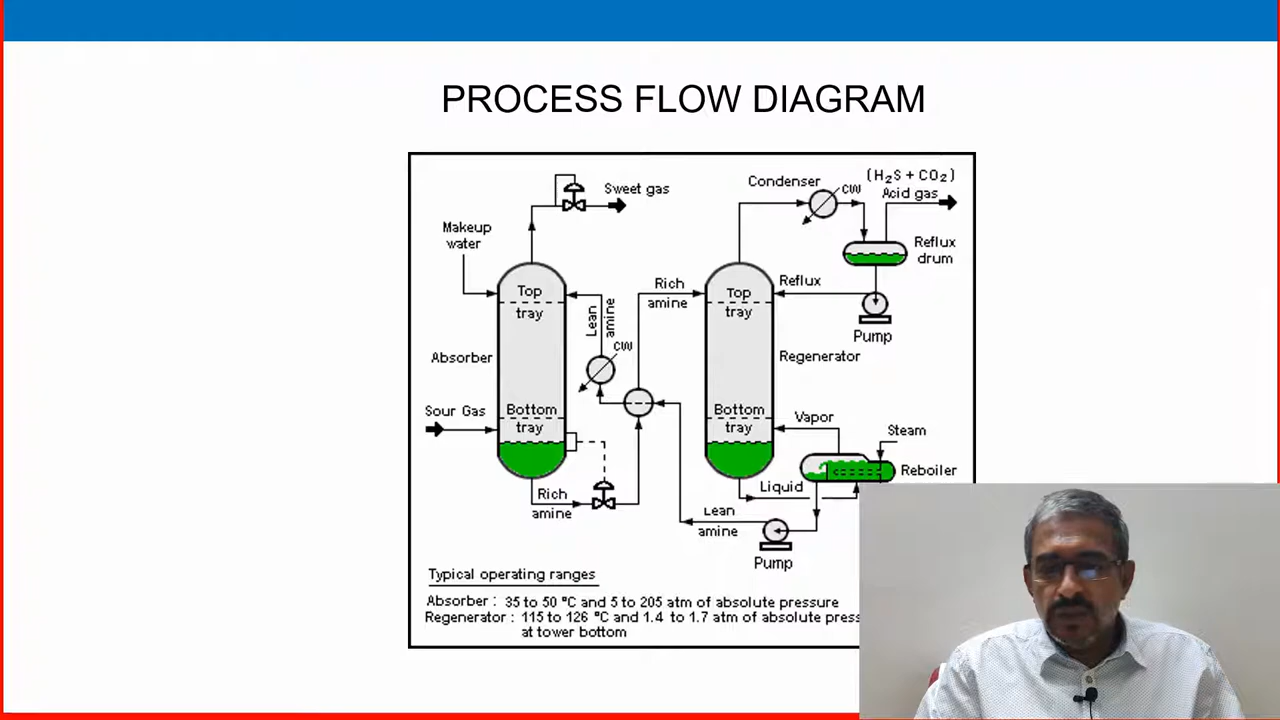 PROCESS FLOW DIAGRAM
Sweet gas
Makeup
water
Top
tray
Lean
amine
CW
Absorber
Sour Gas
Bottom
tray
Rich
amine
Rich
amine
Condenser
CW
(H₂S + CO₂)
Acid gas
Reflux
drum
Reflux
Pump
Top
tray
Regenerator
Bottom
tray
Vapor
Steam
Reboiler
Liquid
Lean
amine
Pump
Typical operating ranges
Absorber : 35 to 50 °C and 5 to 205 atm of absolute pressure
Regenerator : 115 to 126 °C and 1.4 to 1.7 atm of absolute press
at tower bottom